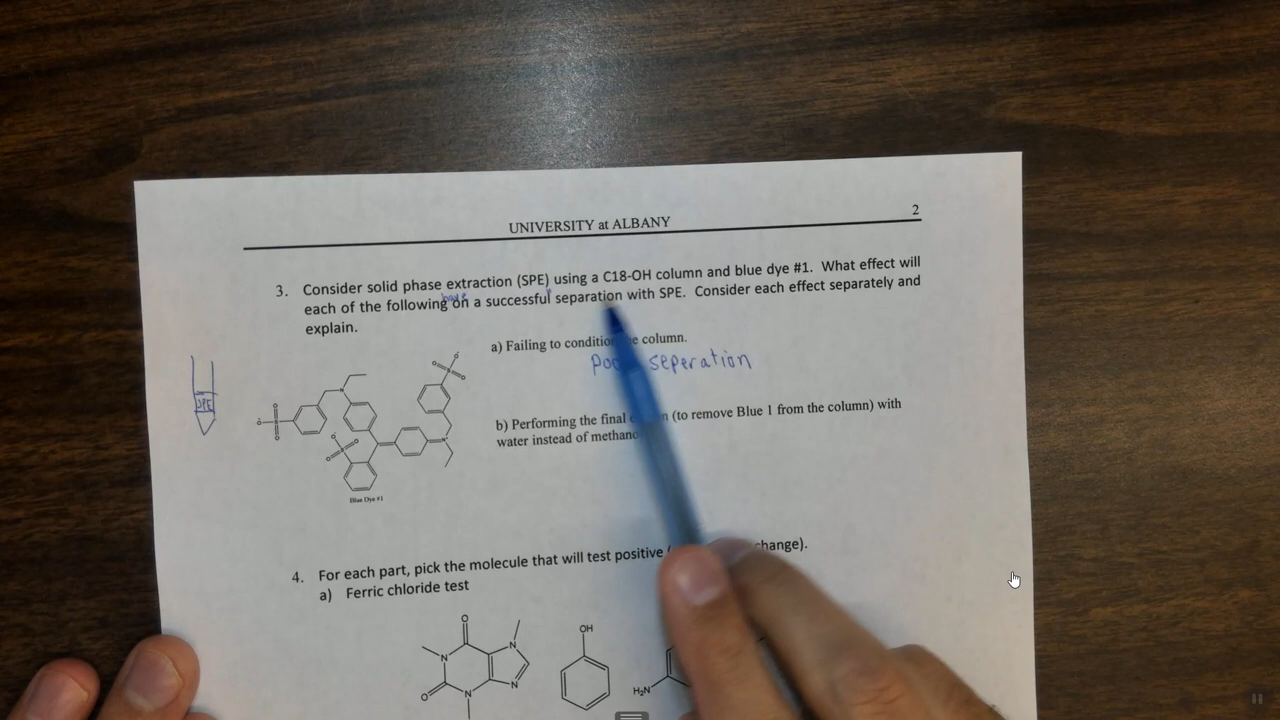 2
UNIVERSITY at ALBANY
3. Consider solid phase extraction (SPE) using a C18-OH column and blue dye #1. What effect will
each of the following have on a successful separation with SPE. Consider each effect separately and
explain.
a) Failing to condition column.
seperation
SPE
b) Performing the final (to remove Blue 1 from the column) with
water instead of
Blue Dye #1
4. For each part, pick the molecule that will test positive change).
a) Ferric chloride test
O
N
N
O
N
N
OH
H₂N